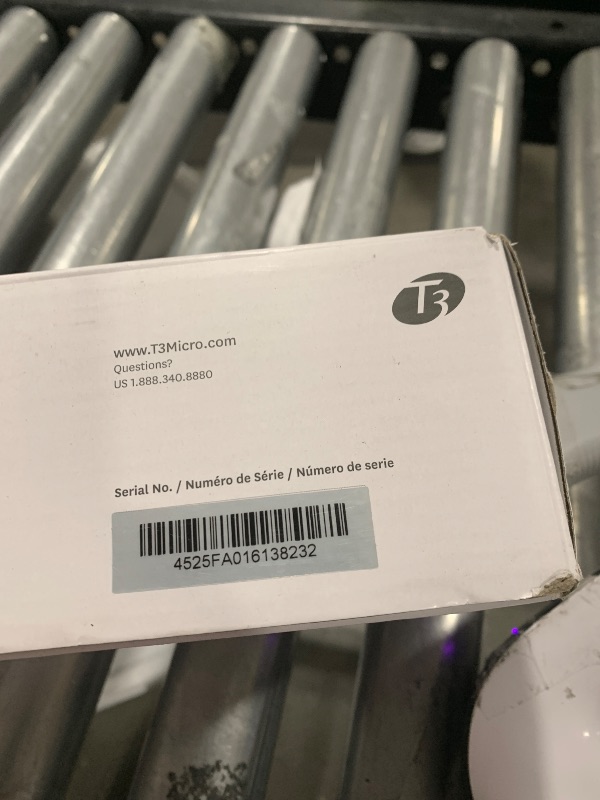 T3
www.T3Micro.com
Questions?
US 1.888.340.8880
Serial No. / Numéro de Série / Número de serie
4525FA016138232